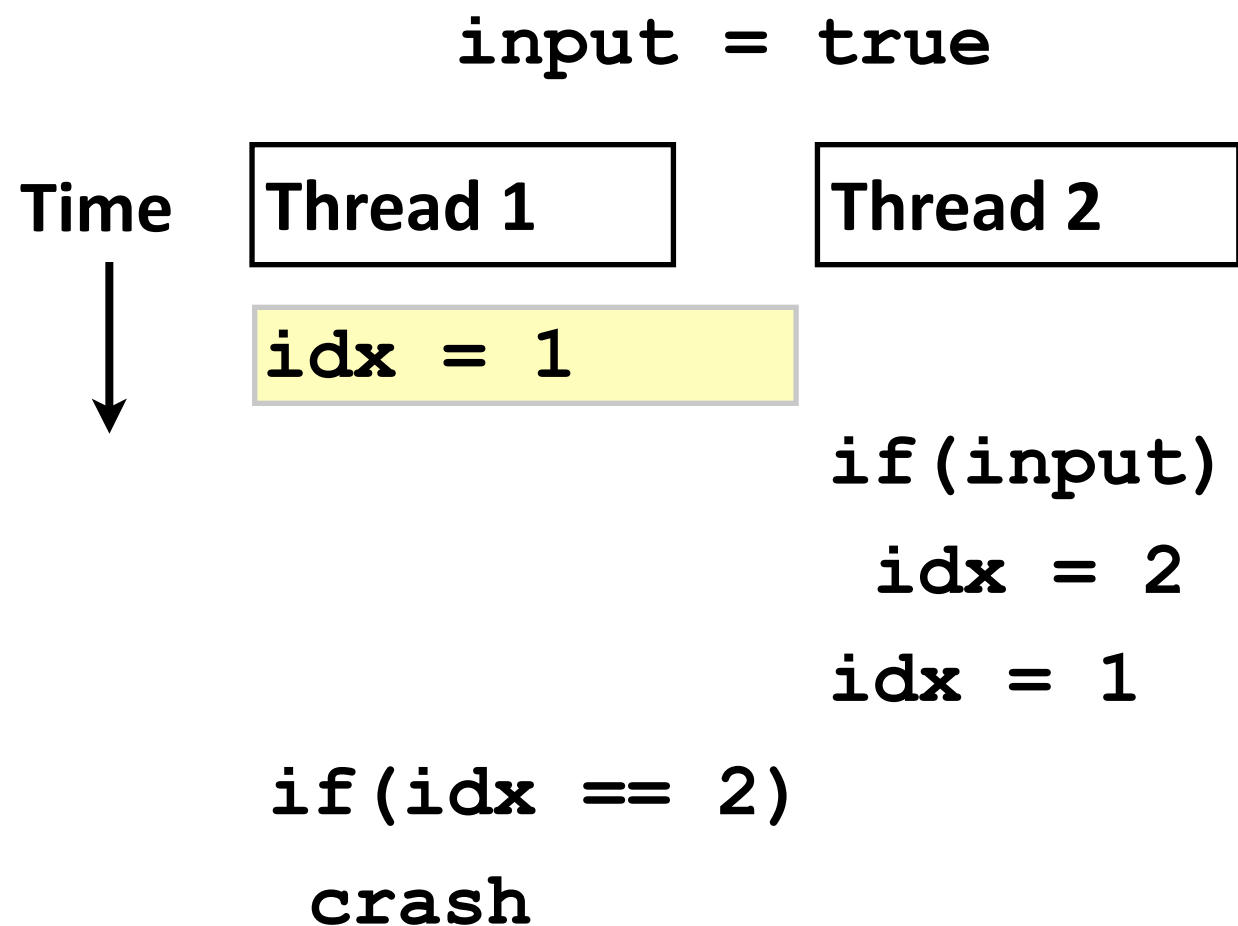 input = true
Time
Thread 1
Thread 2
idx = 1
if(input)
idx = 2
idx = 1
if(idx == 2)
crash